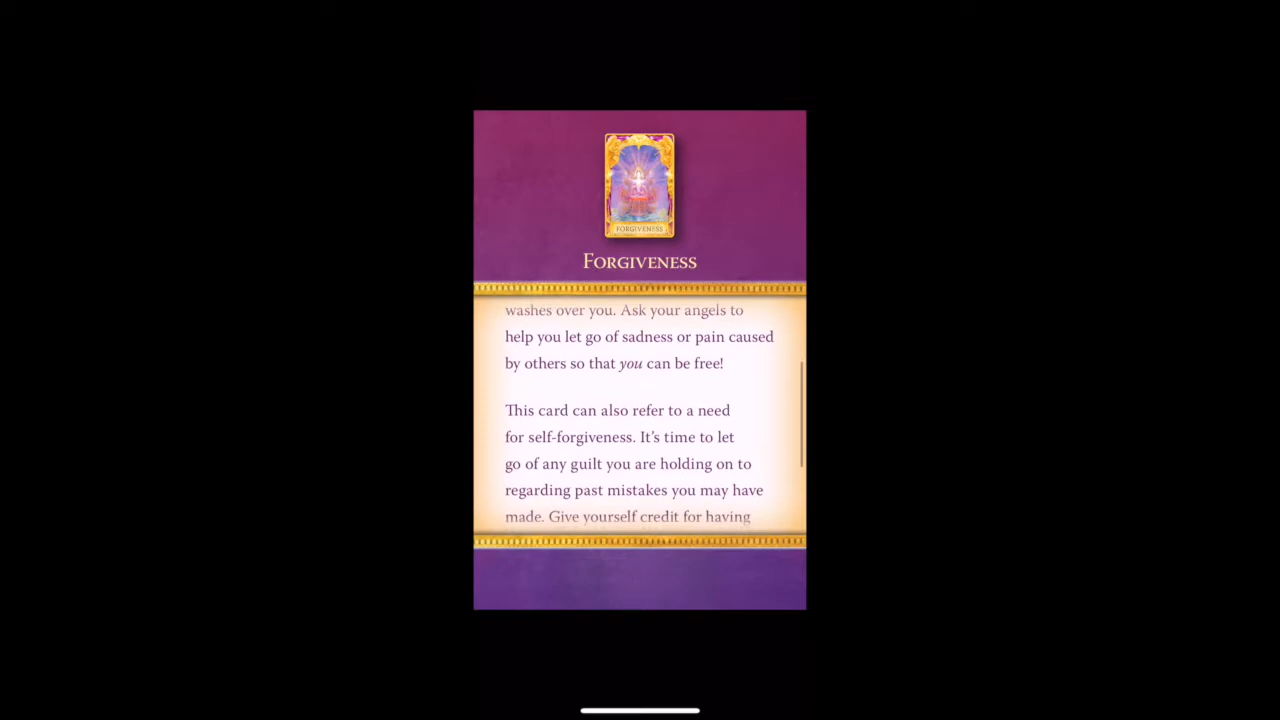 FORGIVENESS
FORGIVENESS
washes over you. Ask your angels to
help you let go of sadness or pain caused
by others so that you can be free!
This card can also refer to a need
for self-forgiveness. It’s time to let
go of any guilt you are holding on to
regarding past mistakes you may have
made. Give yourself credit for having